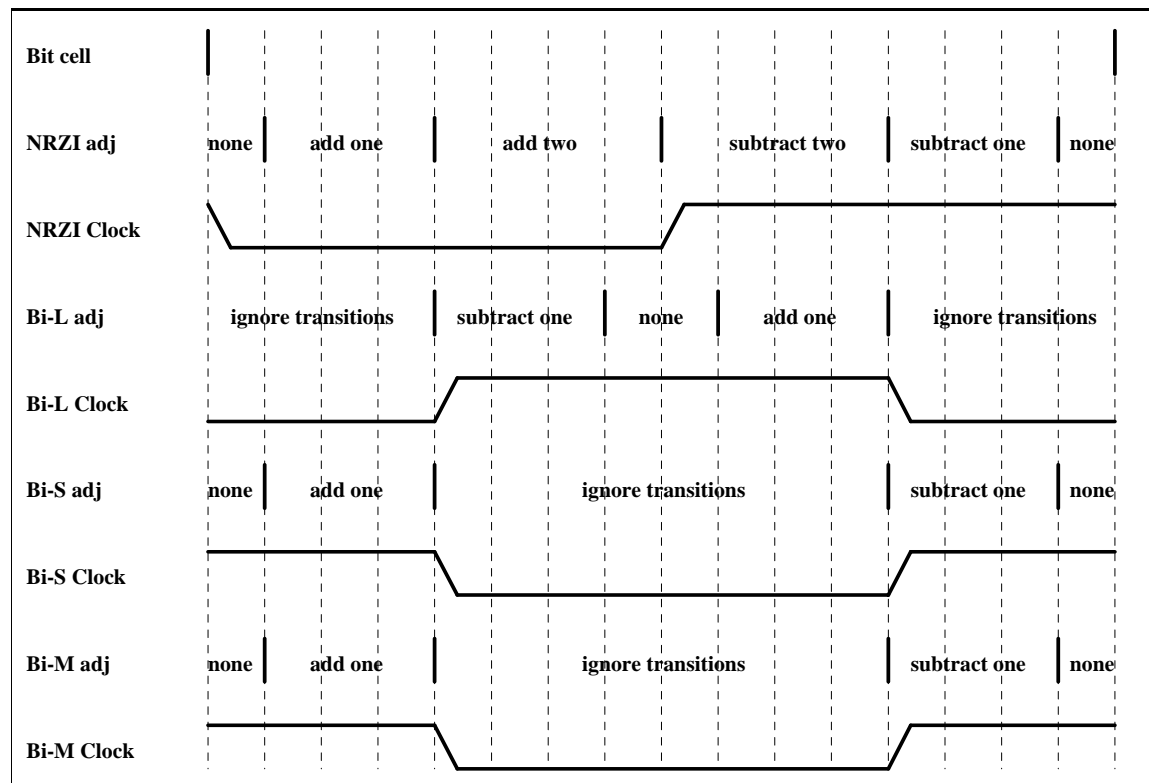 Bit cell
NRZI adj none add one add two subtract two subtract one none
NRZI Clock
Bi-L adj ignore transitions subtract one none add one ignore transitions
Bi-L Clock
Bi-S adj none add one ignore transitions subtract one none
Bi-S Clock
Bi-M adj none add one ignore transitions subtract one none
Bi-M Clock